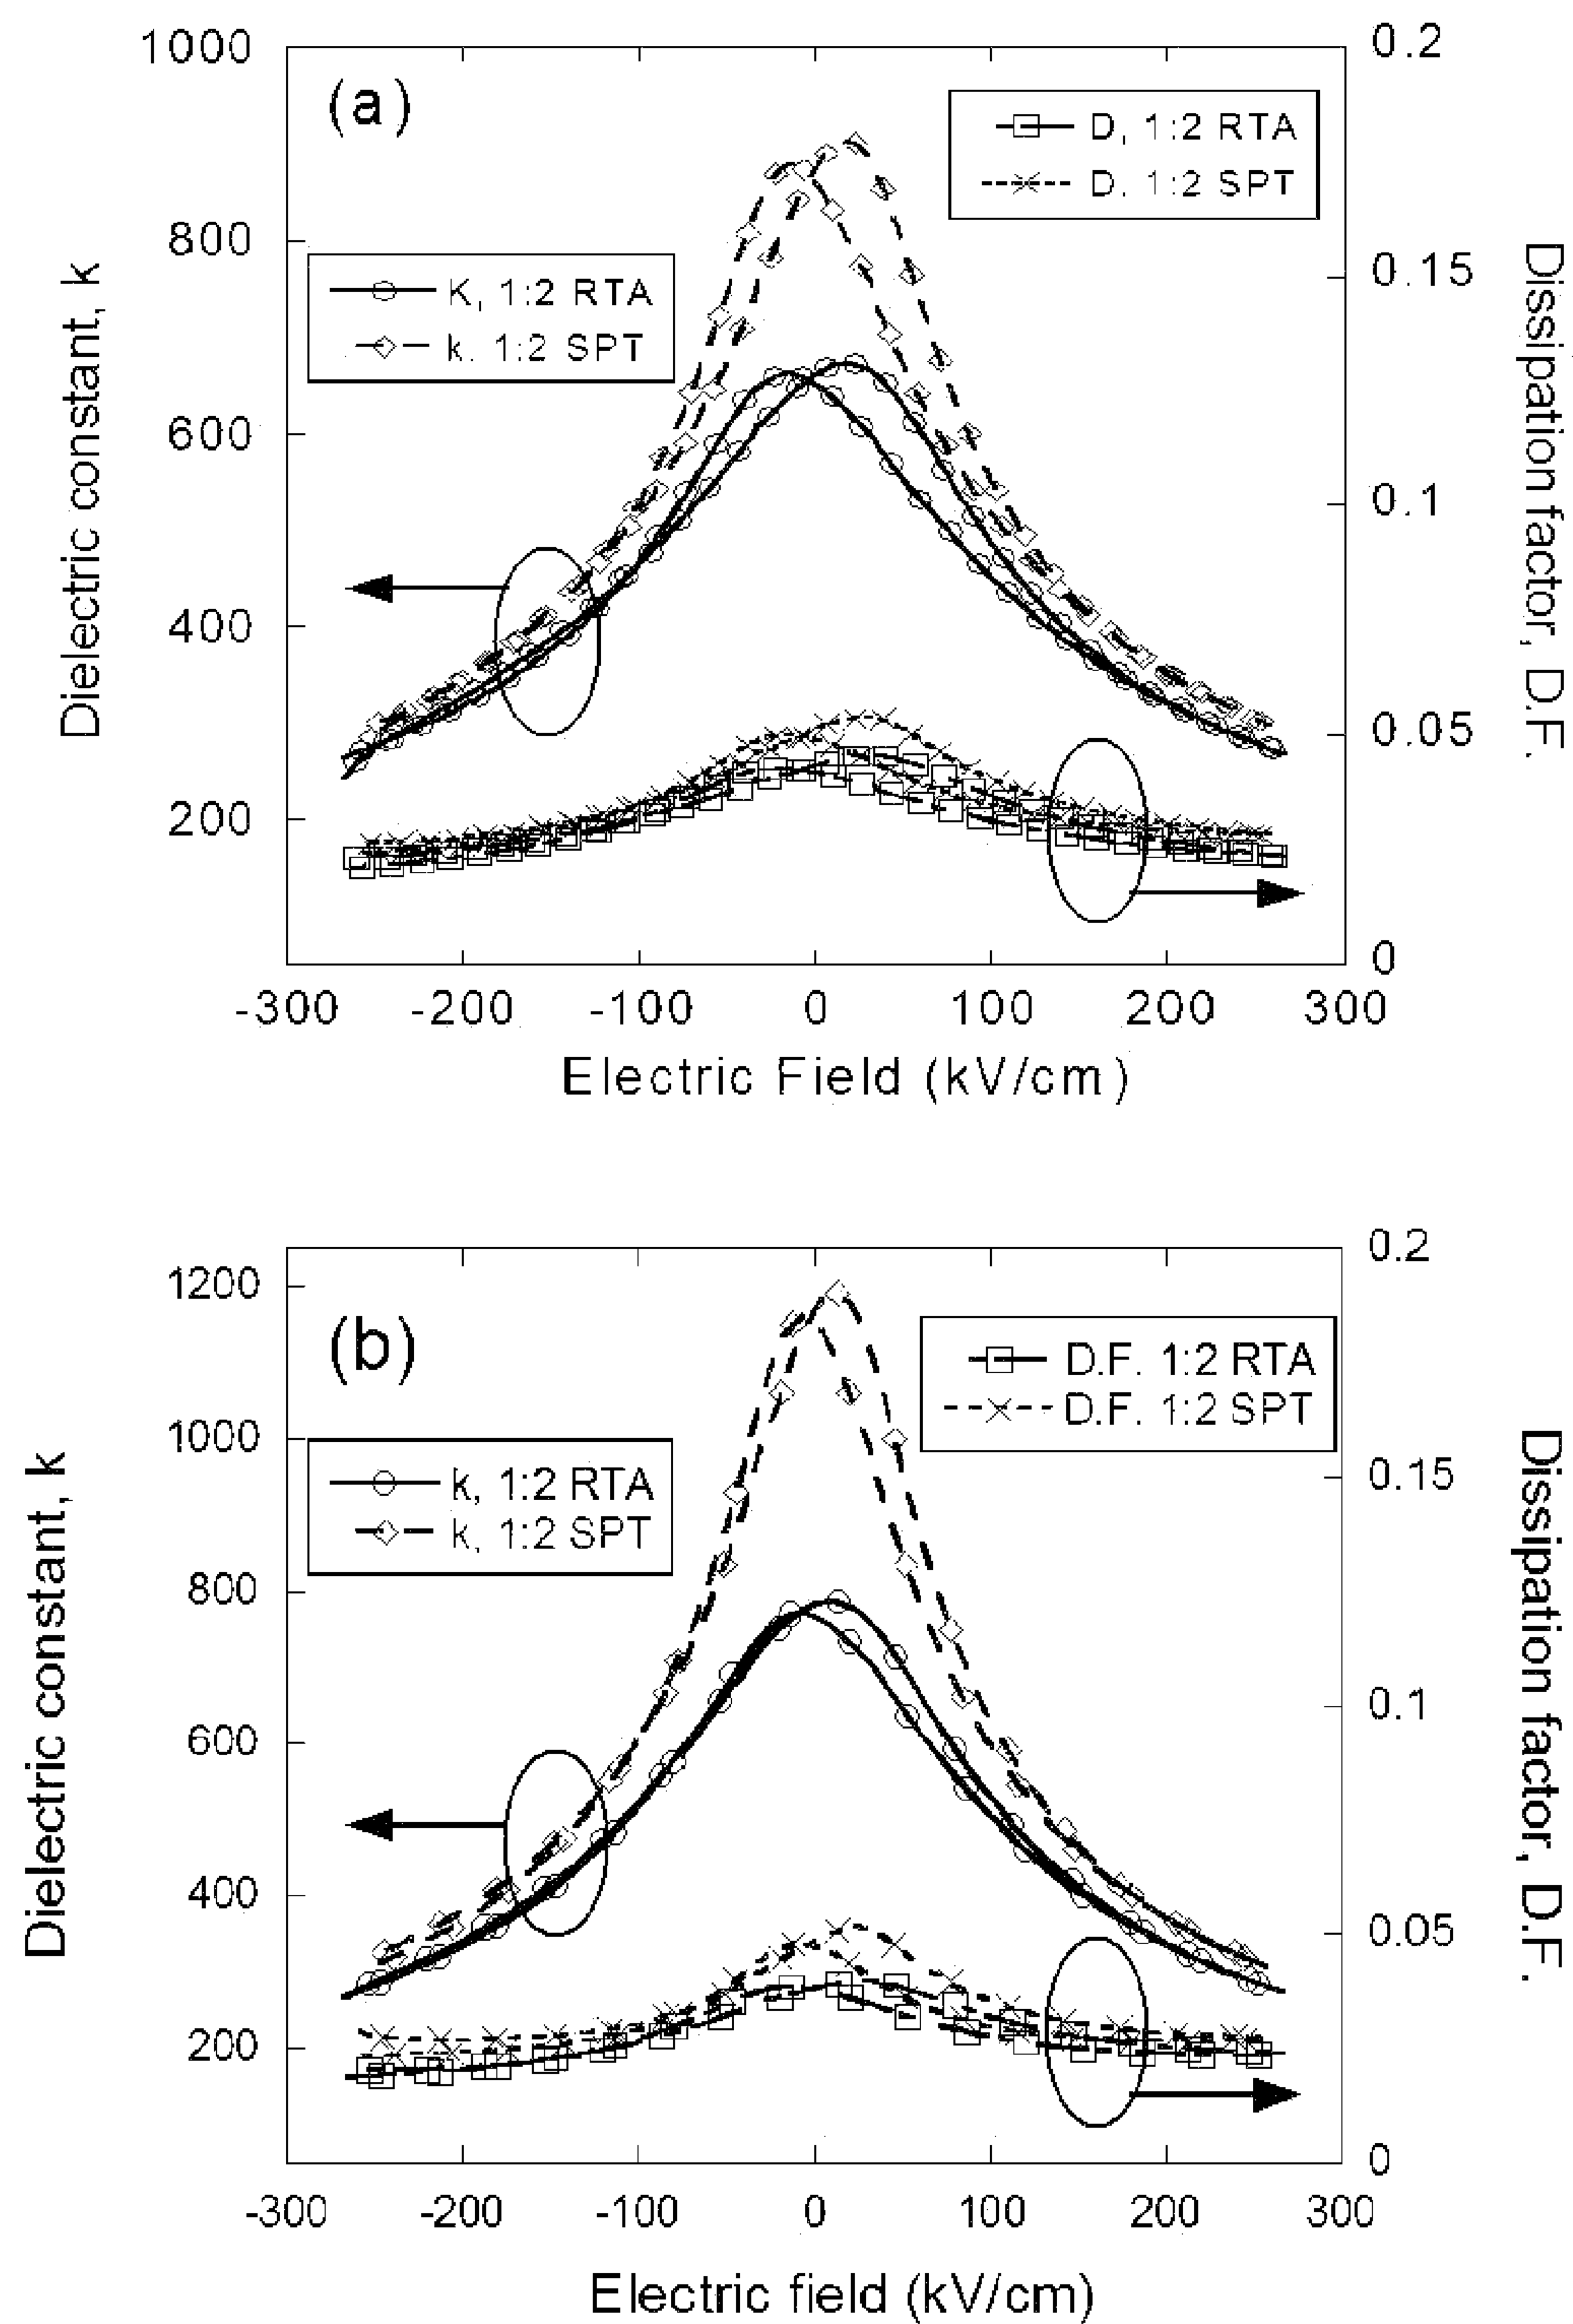 (a)
1000
800
600
400
200
Dielectric constant, k
K, 1:2 RTA
k. 1:2 SPT
D, 1:2 RTA
D. 1:2 SPT
0.2
0.15
0.1
0.05
0
Dissipation factor, D.F.
-300 -200 -100 0 100 200 300
Electric Field (kV/cm)
(b)
1200
1000
800
600
400
200
Dielectric constant, k
k, 1:2 RTA
k, 1:2 SPT
D.F. 1:2 RTA
D.F. 1:2 SPT
0.2
0.15
0.1
0.05
0
Dissipation factor, D.F.
-300 -200 -100 0 100 200 300
Electric field (kV/cm)